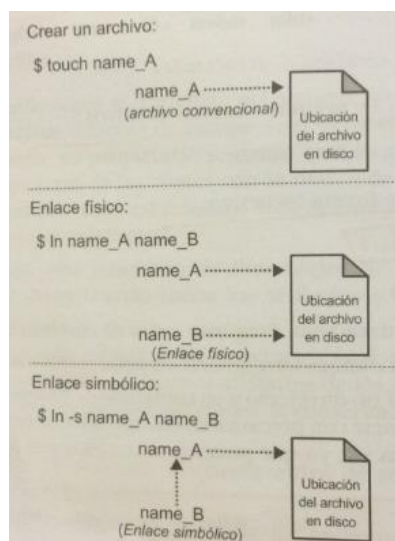 Crear un archivo:
$ touch name_A
name_A
(archivo convencional)
Ubicación
del archivo
en disco
Enlace físico:
$ ln name_A name_B
name_A
name_B
(Enlace físico)
Ubicación
del archivo
en disco
Enlace simbólico:
$ ln -s name_A name_B
name_A
name_B
(Enlace simbólico)
Ubicación
del archivo
en disco